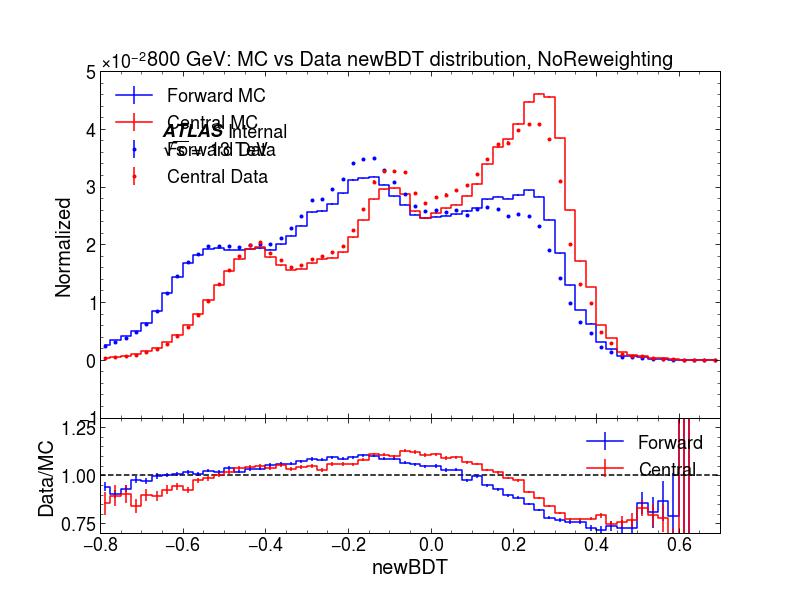 ×10⁻²800 GeV: MC vs Data newBDT distribution, NoReweighting
5
Forward MC
Central MC
ATLAS Internal
√s = 13 TeV
Forward Data
Central Data
4
3
2
1
0
−1
Normalized
1.25
1.00
0.75
Data/MC
Forward
Central
−0.8 −0.6 −0.4 −0.2 0.0 0.2 0.4 0.6
newBDT